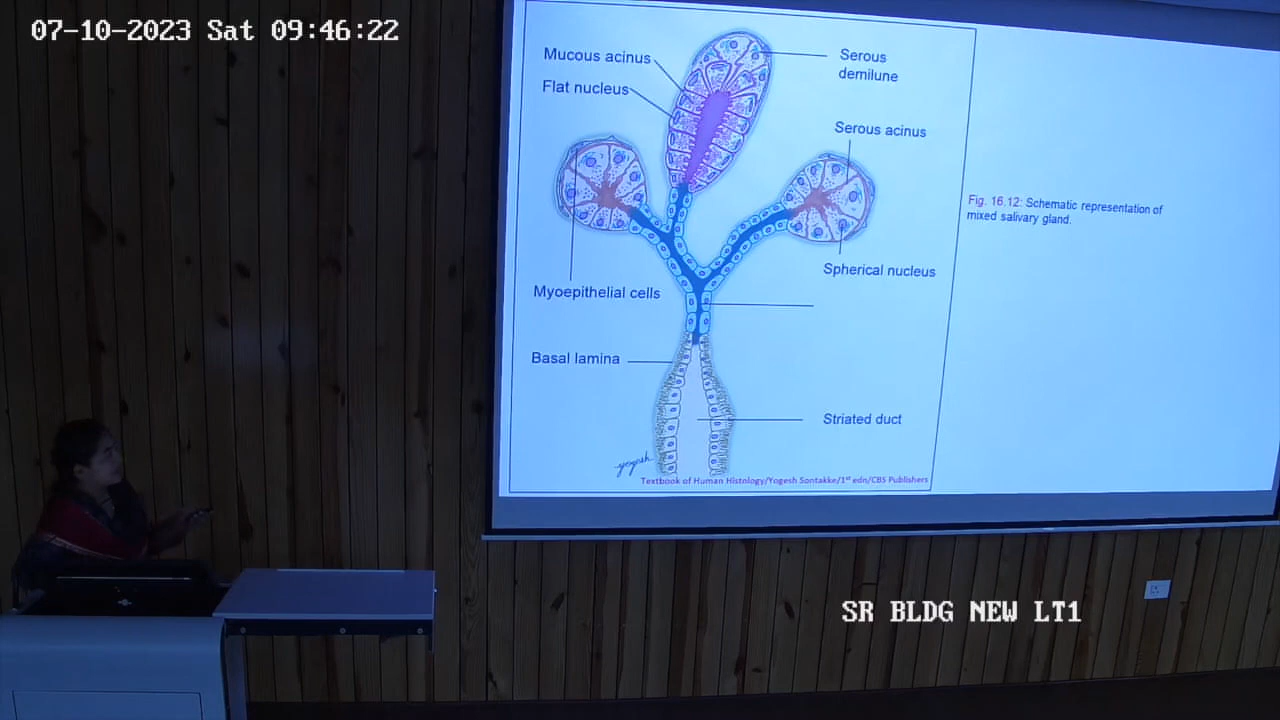 07-10-2023 Sat 09:46:22
Mucous acinus
Flat nucleus
Serous
demilune
Serous acinus
Fig. 16.12: Schematic representation of
mixed salivary gland.
Spherical nucleus
Myoepithelial cells
Basal lamina
Striated duct
yogesh
Textbook of Human Histology/Yogesh Sontakke/1st edn/CBS Publishers
SR BLDG NEW LT1